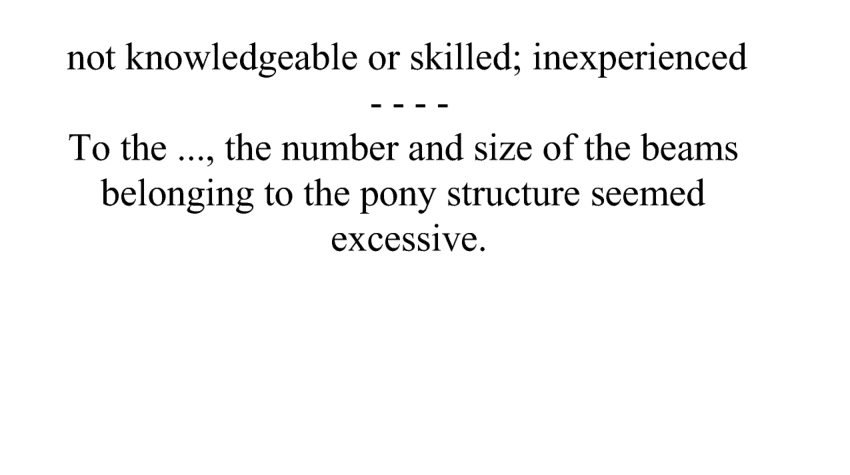 not knowledgeable or skilled; inexperienced
- - - -
To the ..., the number and size of the beams
belonging to the pony structure seemed
excessive.